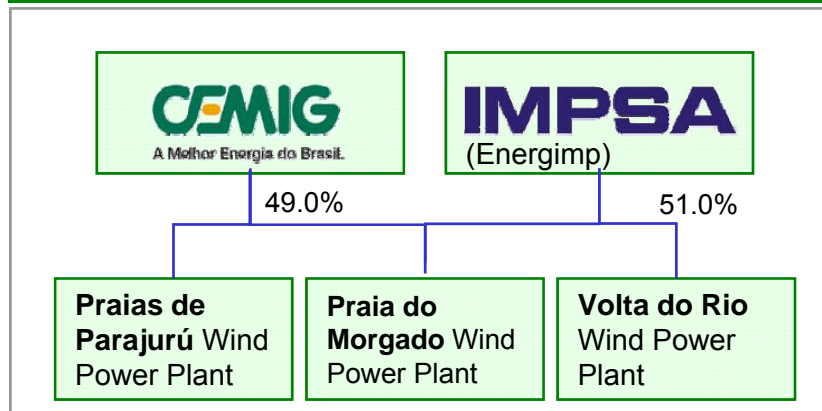 CEMIG
A Melhor Energia do Brasil.
IMPSA
(Energimp)
49.0%
51.0%
Praias de
Parajurú Wind
Power Plant
Praia do
Morgado Wind
Power Plant
Volta do Rio
Wind Power
Plant